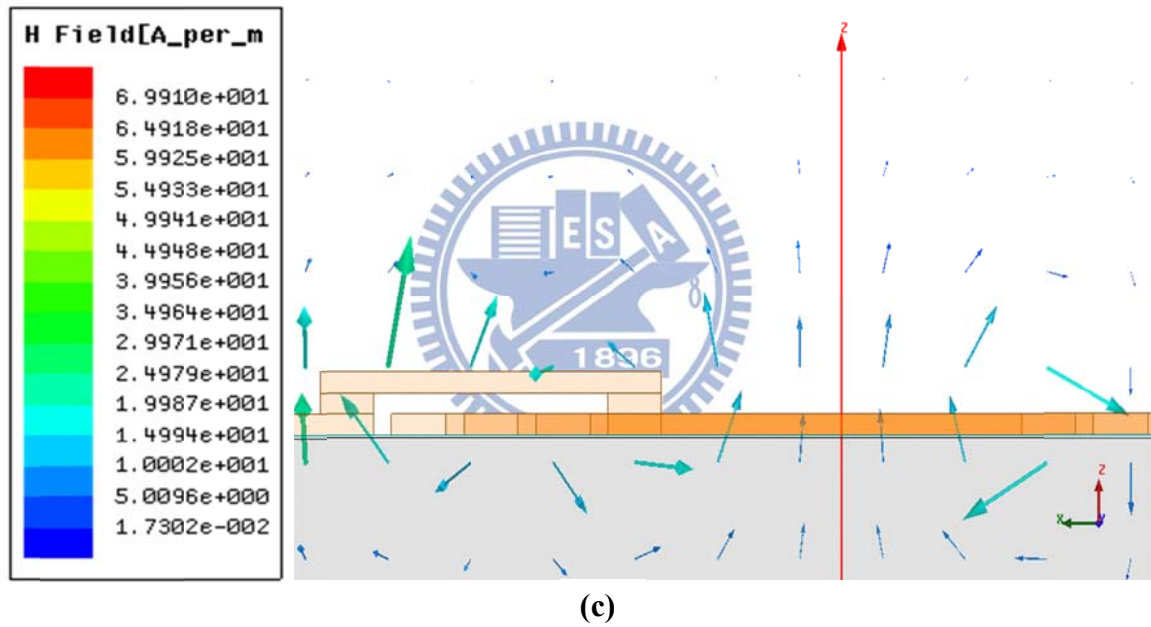 H Field[A_per_m
6.9910e+001
6.4918e+001
5.9925e+001
5.4933e+001
4.9941e+001
4.4948e+001
3.9956e+001
3.4964e+001
2.9971e+001
2.4979e+001
1.9987e+001
1.4994e+001
1.0002e+001
5.0096e+000
1.7302e-002
Z
E S A
8
1896
Z
X
Y
(c)